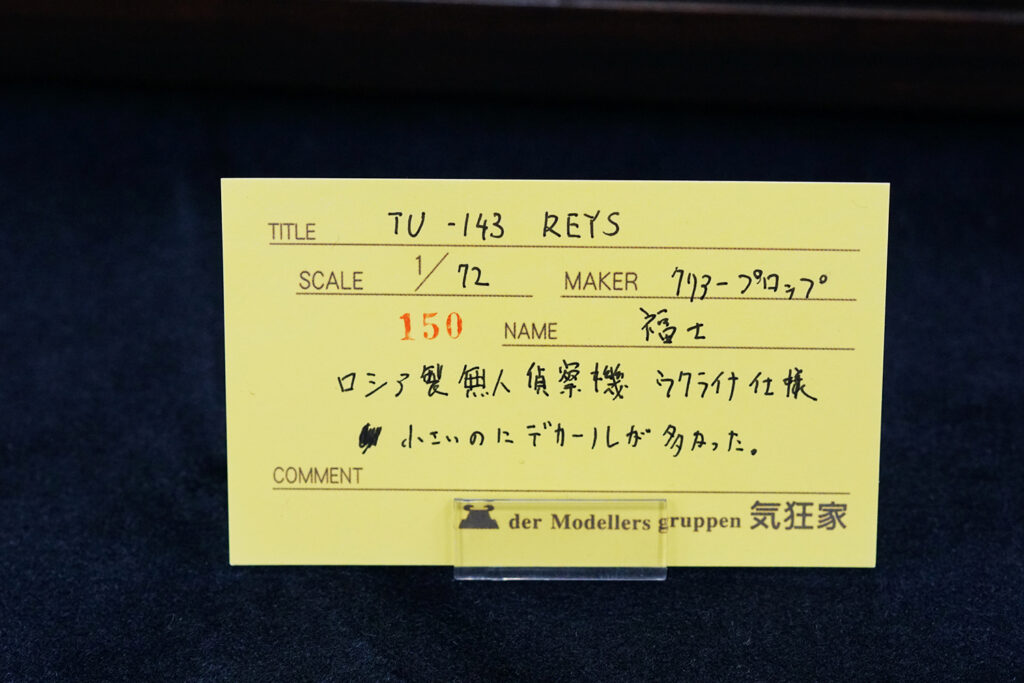 TITLE TU-143 REYS
SCALE 1/72 MAKER クリアープロップ
150 NAME 福士
ロシア製無人偵察機 ウクライナ仕様
小さいのにデカールが多かった。
COMMENT
der Modellers gruppen 気狂家